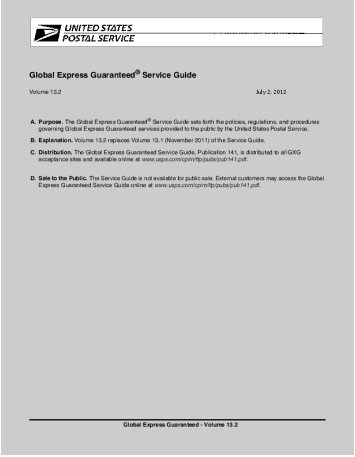 UNITED STATES
POSTAL SERVICE
Global Express Guaranteed® Service Guide
Volume 13.2 July 2, 2012
A. Purpose. The Global Express Guaranteed® Service Guide sets forth the policies, regulations, and procedures
governing Global Express Guaranteed services provided to the public by the United States Postal Service.
B. Explanation. Volume 13.2 replaces Volume 13.1 (November 2011) of the Service Guide.
C. Distribution. The Global Express Guaranteed Service Guide, Publication 141, is distributed to all GXG
acceptance sites and available online at www.usps.com/cpim/ftp/pubs/pub141.pdf.
D. Sale to the Public. The Service Guide is not available for public sale. External customers may access the Global
Express Guaranteed Service Guide online at www.usps.com/cpim/ftp/pubs/pub141.pdf.
Global Express Guaranteed - Volume 13.2